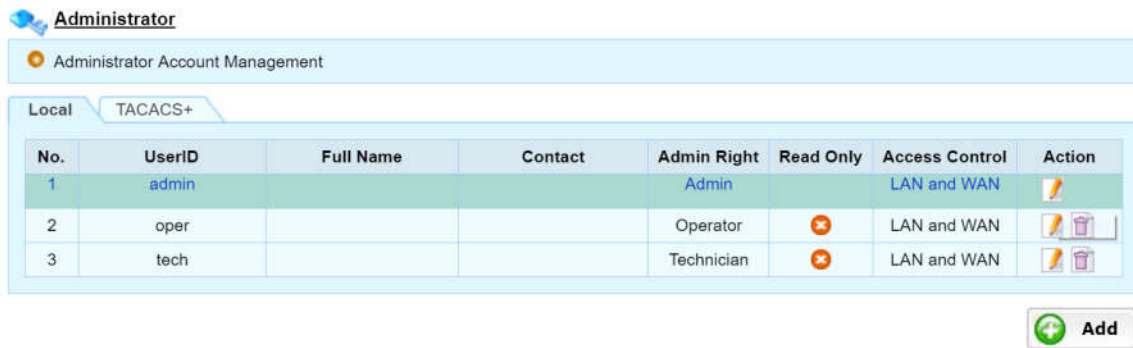 Administrator
Administrator Account Management
Local TACACS+
No. UserID Full Name Contact Admin Right Read Only Access Control Action
1 admin Admin LAN and WAN
2 oper Operator LAN and WAN
3 tech Technician LAN and WAN
Add